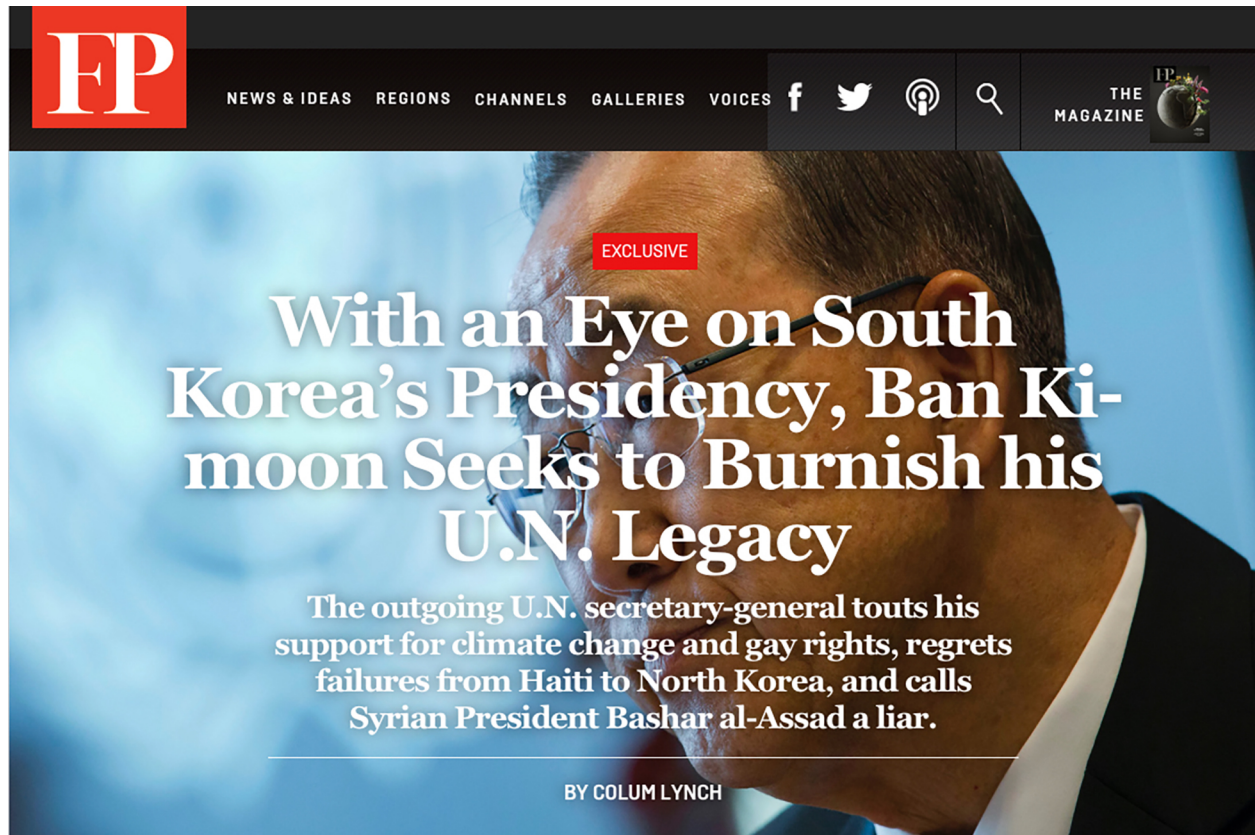 FP
NEWS & IDEAS REGIONS CHANNELS GALLERIES VOICES
THE
MAGAZINE
FP
EXCLUSIVE
With an Eye on South
Korea’s Presidency, Ban Ki-
moon Seeks to Burnish his
U.N. Legacy
The outgoing U.N. secretary-general touts his
support for climate change and gay rights, regrets
failures from Haiti to North Korea, and calls
Syrian President Bashar al-Assad a liar.
BY COLUM LYNCH